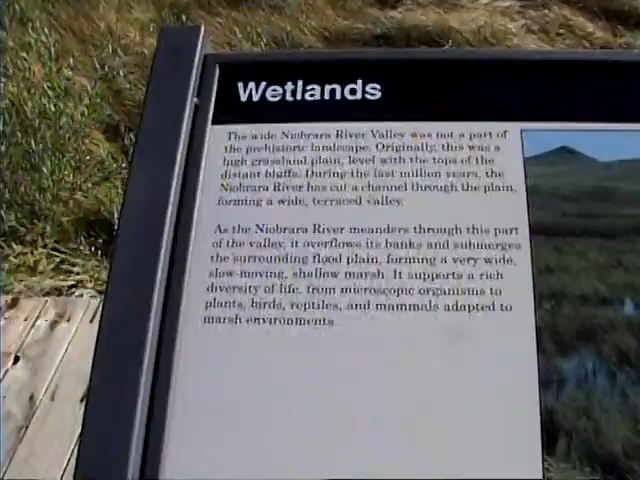 Wetlands
The wide Niobrara River Valley was not a part of
the prehistoric landscape. Originally, this was a
high grassland plain, level with the tops of the
distant bluffs. During the last million years, the
Niobrara River has cut a channel through the plain,
forming a wide, terraced valley.
As the Niobrara River meanders through this part
of the valley, it overflows its banks and submerges
the surrounding flood plain, forming a very wide,
slow-moving, shallow marsh. It supports a rich
diversity of life, from microscopic organisms to
plants, birds, reptiles, and mammals adapted to
marsh environments.